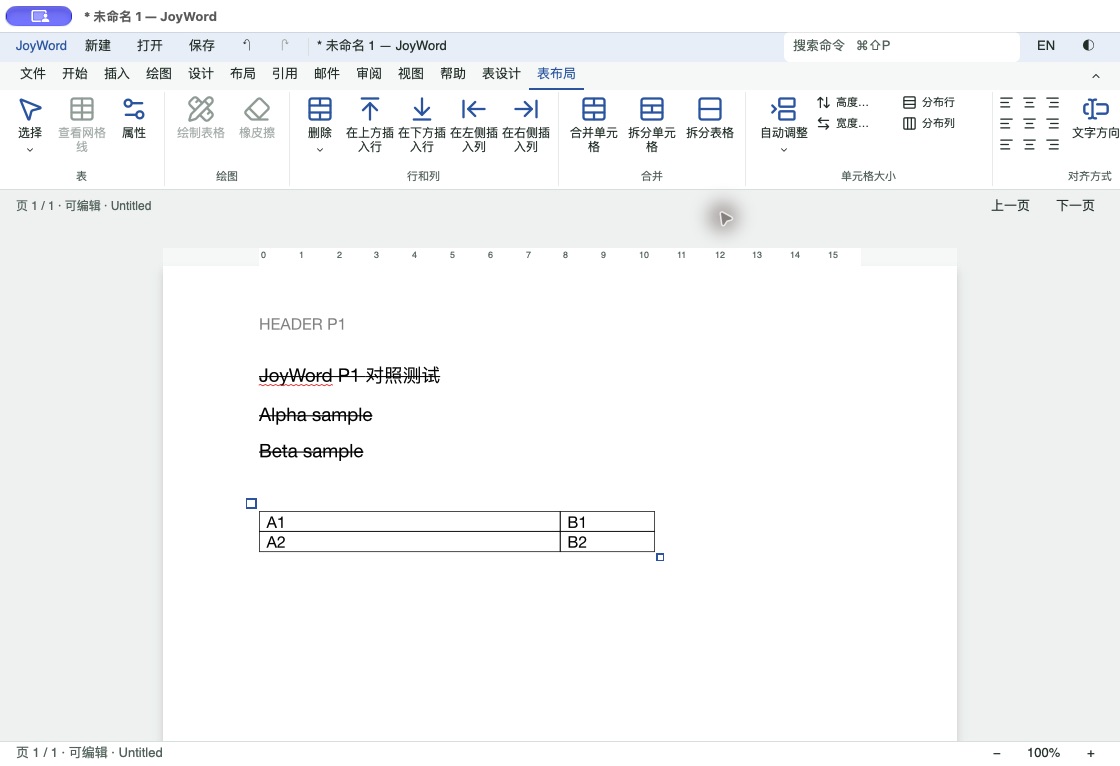 * 未命名 1 — JoyWord
JoyWord 新建 打开 保存 * 未命名 1 — JoyWord 搜索命令 ⌘⇧P EN
文件 开始 插入 绘图 设计 布局 引用 邮件 审阅 视图 帮助 表设计 表布局
选择 查看网格线 属性 绘制表格 橡皮擦 删除 在上方插入行 在下方插入行 在左侧插入列 在右侧插入列 合并单元格 拆分单元格 拆分表格 自动调整 高度... 宽度... 分布行 分布列 文字方向
表 绘图 行和列 合并 单元格大小 对齐方式
页 1 / 1 · 可编辑 · Untitled 上一页 下一页
0 1 2 3 4 5 6 7 8 9 10 11 12 13 14 15
HEADER P1
JoyWord P1 对照测试
Alpha sample
Beta sample
A1 B1
A2 B2
页 1 / 1 · 可编辑 · Untitled − 100% +